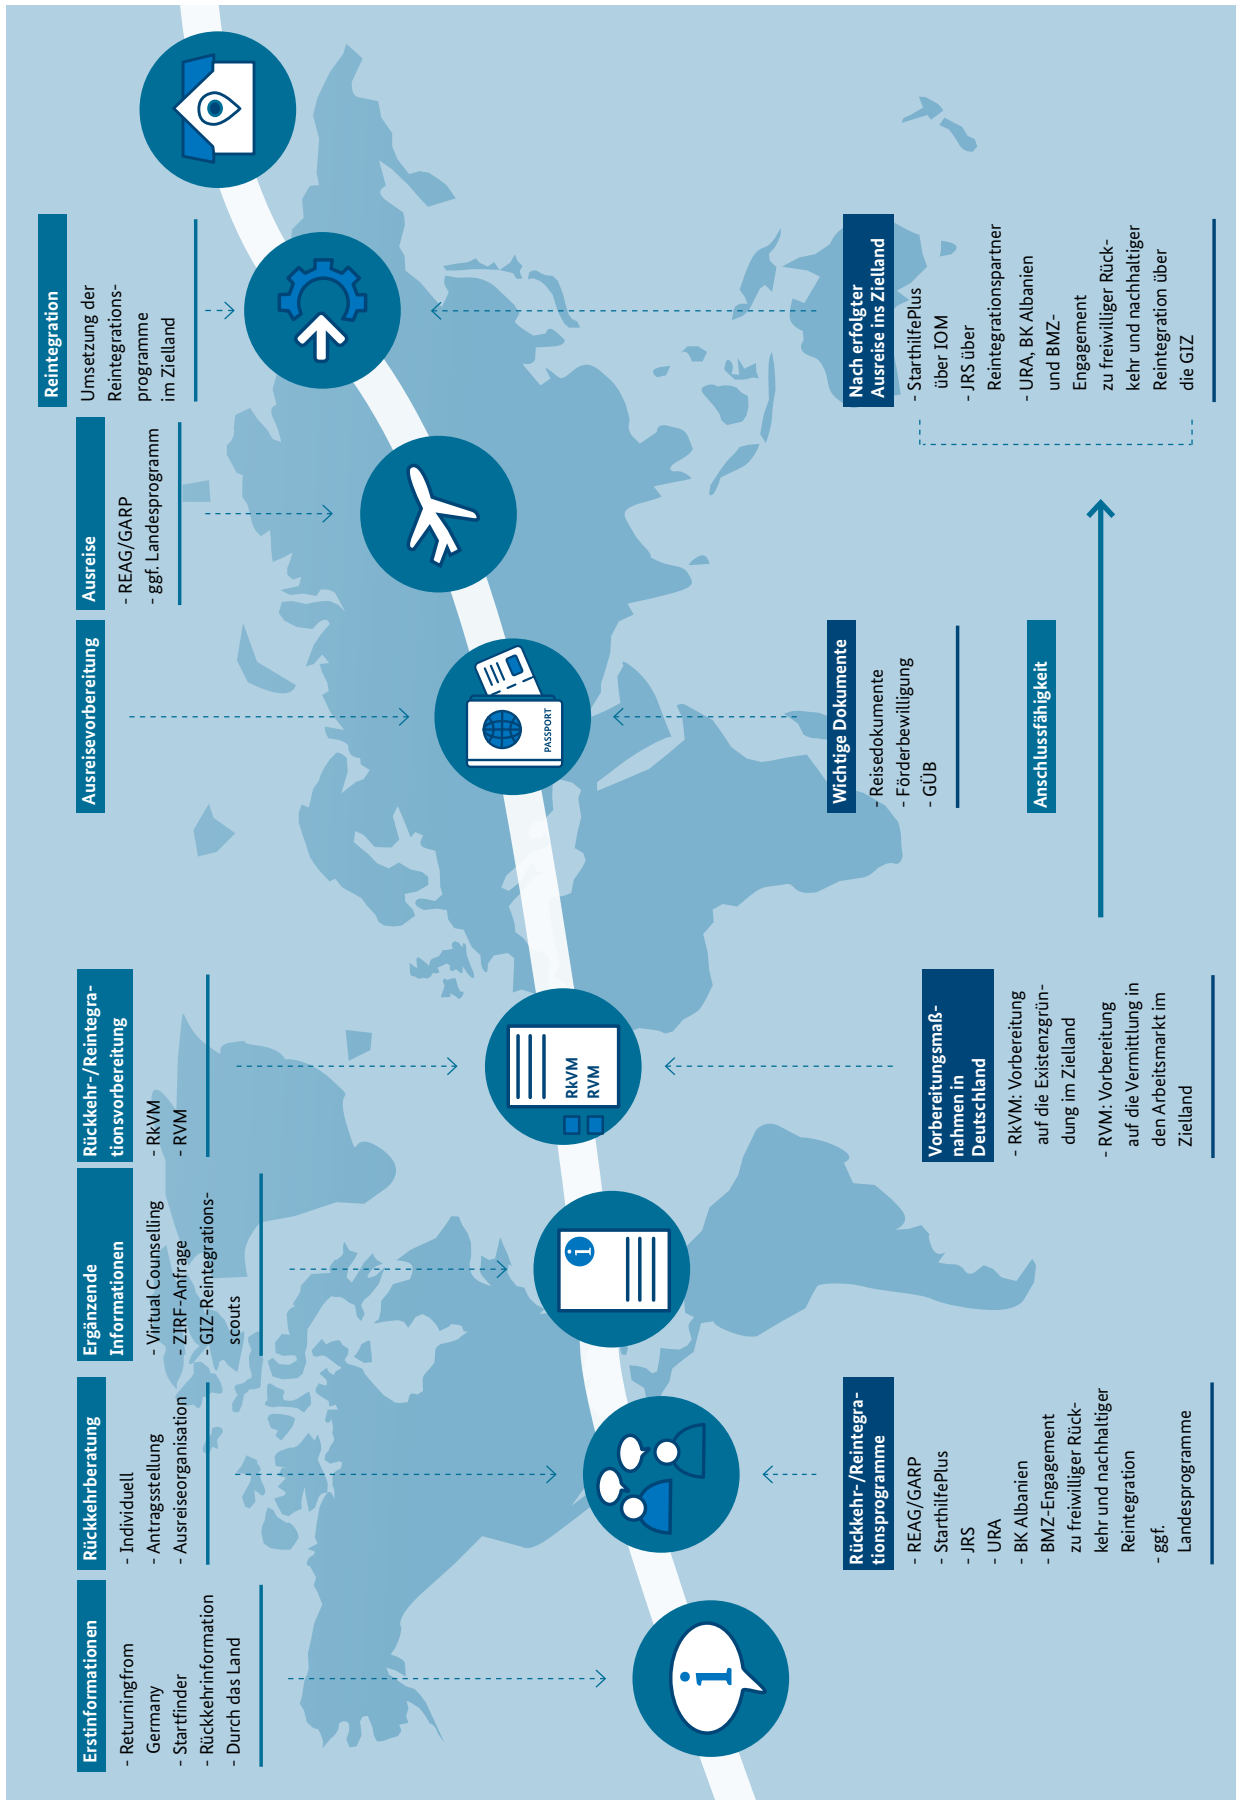 Erstinformationen
- Returningfrom
Germany
- Startfinder
- Rückkehrinformation
- Durch das Land
Rückkehrberatung
- Individuell
- Antragsstellung
- Ausreiseorganisation
Ergänzende
Informationen
- Virtual Counselling
- ZIRF-Anfrage
- GIZ-Reintegrations-
scouts
Rückkehr-/Reintegra-
tionsvorbereitung
- RkVM
- RVM
Ausreisevorbereitung
Ausreise
- REAG/GARP
- ggf. Landesprogramm
Reintegration
Umsetzung der
Reintegrations-
programme
im Zielland
i
i
RkVM
RVM
PASSPORT
Rückkehr-/Reintegra-
tionsprogramme
- REAG/GARP
- StarthilfePlus
- JRS
- URA
- BK Albanien
- BMZ-Engagement
zu freiwilliger Rück-
kehr und nachhaltiger
Reintegration
- ggf.
Landesprogramme
Vorbereitungsmaß-
nahmen in
Deutschland
- RkVM: Vorbereitung
auf die Existenzgrün-
dung im Zielland
- RVM: Vorbereitung
auf die Vermittlung in
den Arbeitsmarkt im
Zielland
Wichtige Dokumente
- Reisedokumente
- Förderbewilligung
- GÜB
Anschlussfähigkeit
Nach erfolgter
Ausreise ins Zielland
- StarthilfePlus
über IOM
- JRS über
Reintegrationspartner
- URA, BK Albanien
und BMZ-
Engagement
zu freiwilliger Rück-
kehr und nachhaltiger
Reintegration über
die GIZ